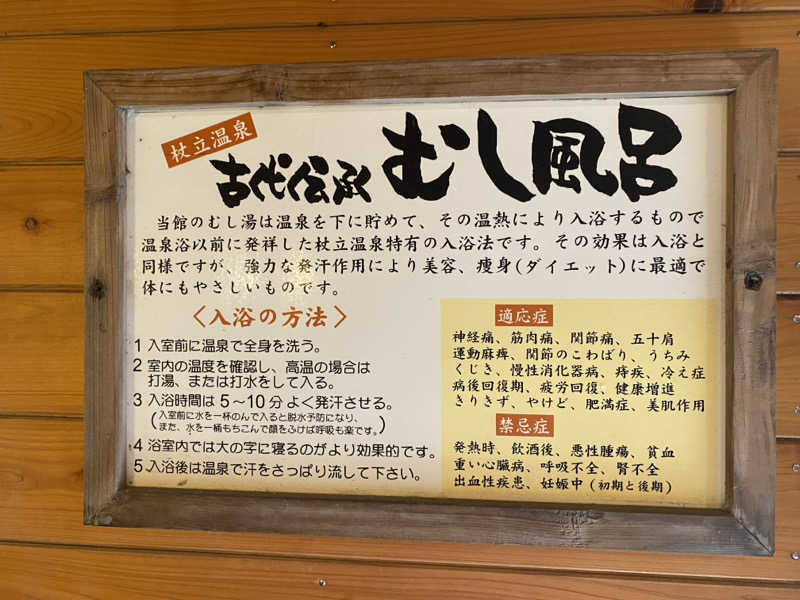 杖立温泉
古代伝承 むし風呂
当館のむし湯は温泉を下に貯めて、その温熱により入浴するもので
温泉浴以前に発祥した杖立温泉特有の入浴法です。その効果は入浴と
同様ですが、強力な発汗作用により美容、痩身(ダイエット)に最適で
体にもやさしいものです。
〈入浴の方法〉
1 入室前に温泉で全身を洗う。
2 室内の温度を確認し、高温の場合は
打湯、または打水をして入る。
3 入浴時間は5〜10分よく発汗させる。
(入室前に水を一杯のんで入ると脱水予防になり、
また、水を一桶もちこんで顔をふけば呼吸も楽です。)
4 浴室内では大の字に寝るのがより効果的です。
5 入浴後は温泉で汗をさっぱり流して下さい。
適応症
神経痛、筋肉痛、関節痛、五十肩
運動麻痺、関節のこわばり、うちみ
くじき、慢性消化器病、痔疾、冷え症
病後回復期、疲労回復、健康増進
きりきず、やけど、肥満症、美肌作用
禁忌症
発熱時、飲酒後、悪性腫瘍、貧血
重い心臓病、呼吸不全、腎不全
出血性疾患、妊娠中(初期と後期)